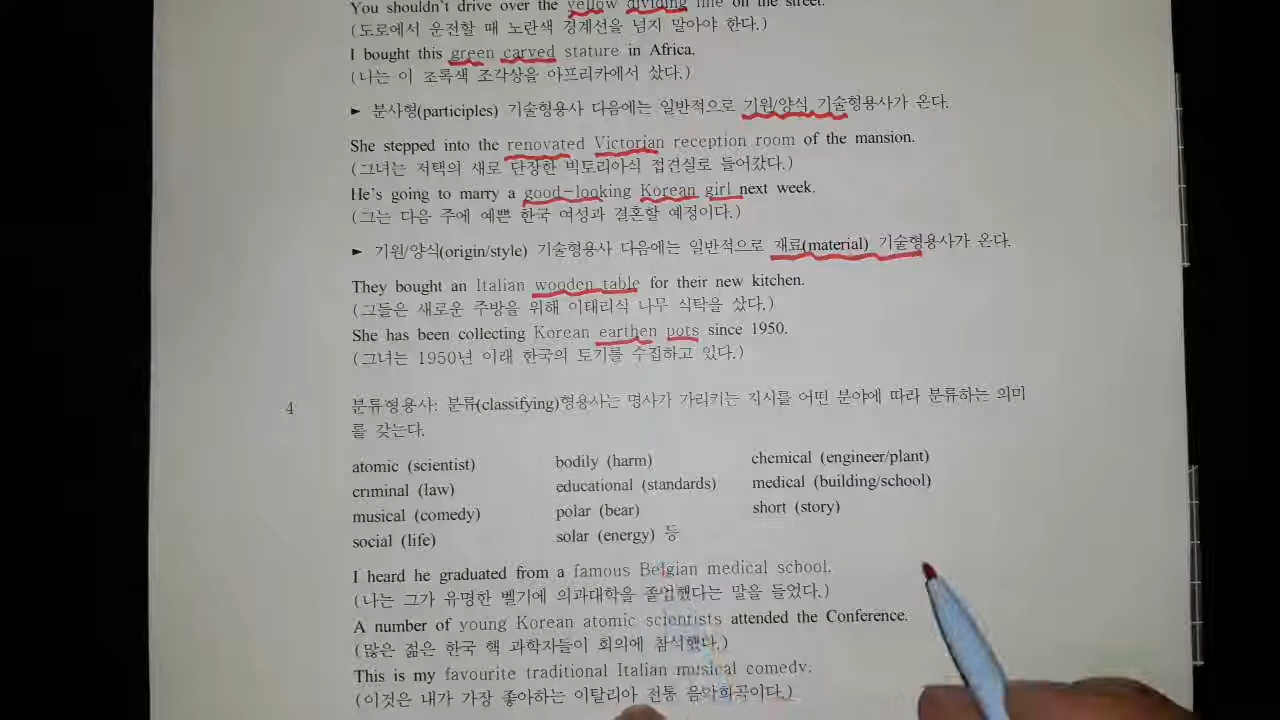 You shouldn't drive over the yellow dividing line on the street.
(도로에서 운전할 때 노란색 경계선을 넘지 말아야 한다.)
I bought this green carved stature in Africa.
(나는 이 조록색 조각상을 아프리카에서 샀다.)
► 분사형(participles) 기술형용사 다음에는 일반적으로 기원/양식 기술형용사가 온다.
She stepped into the renovated Victorian reception room of the mansion.
(그녀는 저택의 새로 단장한 빅토리아식 접견실로 들어갔다.)
He's going to marry a good-looking Korean girl next week.
(그는 다음 주에 예쁜 한국 여성과 결혼할 예정이다.)
► 기원/양식(origin/style) 기술형용사 다음에는 일반적으로 재료(material) 기술형용사가 온다.
They bought an Italian wooden table for their new kitchen.
(그들은 새로운 주방을 위해 이태리식 나무 식탁을 샀다.)
She has been collecting Korean earthen pots since 1950.
(그녀는 1950년 이래 한국의 토기를 수집하고 있다.)
4 분류형용사: 분류(classifying)형용사는 명사가 가리키는 지시를 어떤 분야에 따라 분류하는 의미
를 갖는다.
atomic (scientist) bodily (harm) chemical (engineer/plant)
criminal (law) educational (standards) medical (building/school)
musical (comedy) polar (bear) short (story)
social (life) solar (energy) 등
I heard he graduated from a famous Belgian medical school.
(나는 그가 유명한 벨기에 의과대학을 졸업했다는 말을 들었다.)
A number of young Korean atomic scientists attended the Conference.
(많은 젊은 한국 핵 과학자들이 회의에 참석했다.)
This is my favourite traditional Italian musical comedy.
(이것은 내가 가장 좋아하는 이탈리아 전통 음악희곡이다.)